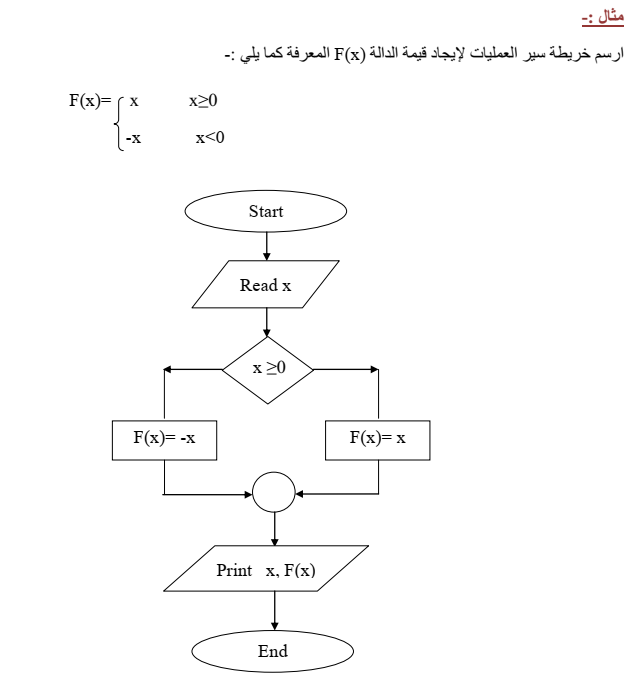 مثال :-
ارسم خريطة سير العمليات لإيجاد قيمة الدالة F(x) المعرفة كما يلي :-
F(x)= x x≥0
-x x<0
Start
Read x
x ≥0
F(x)= -x F(x)= x
Print x, F(x)
End